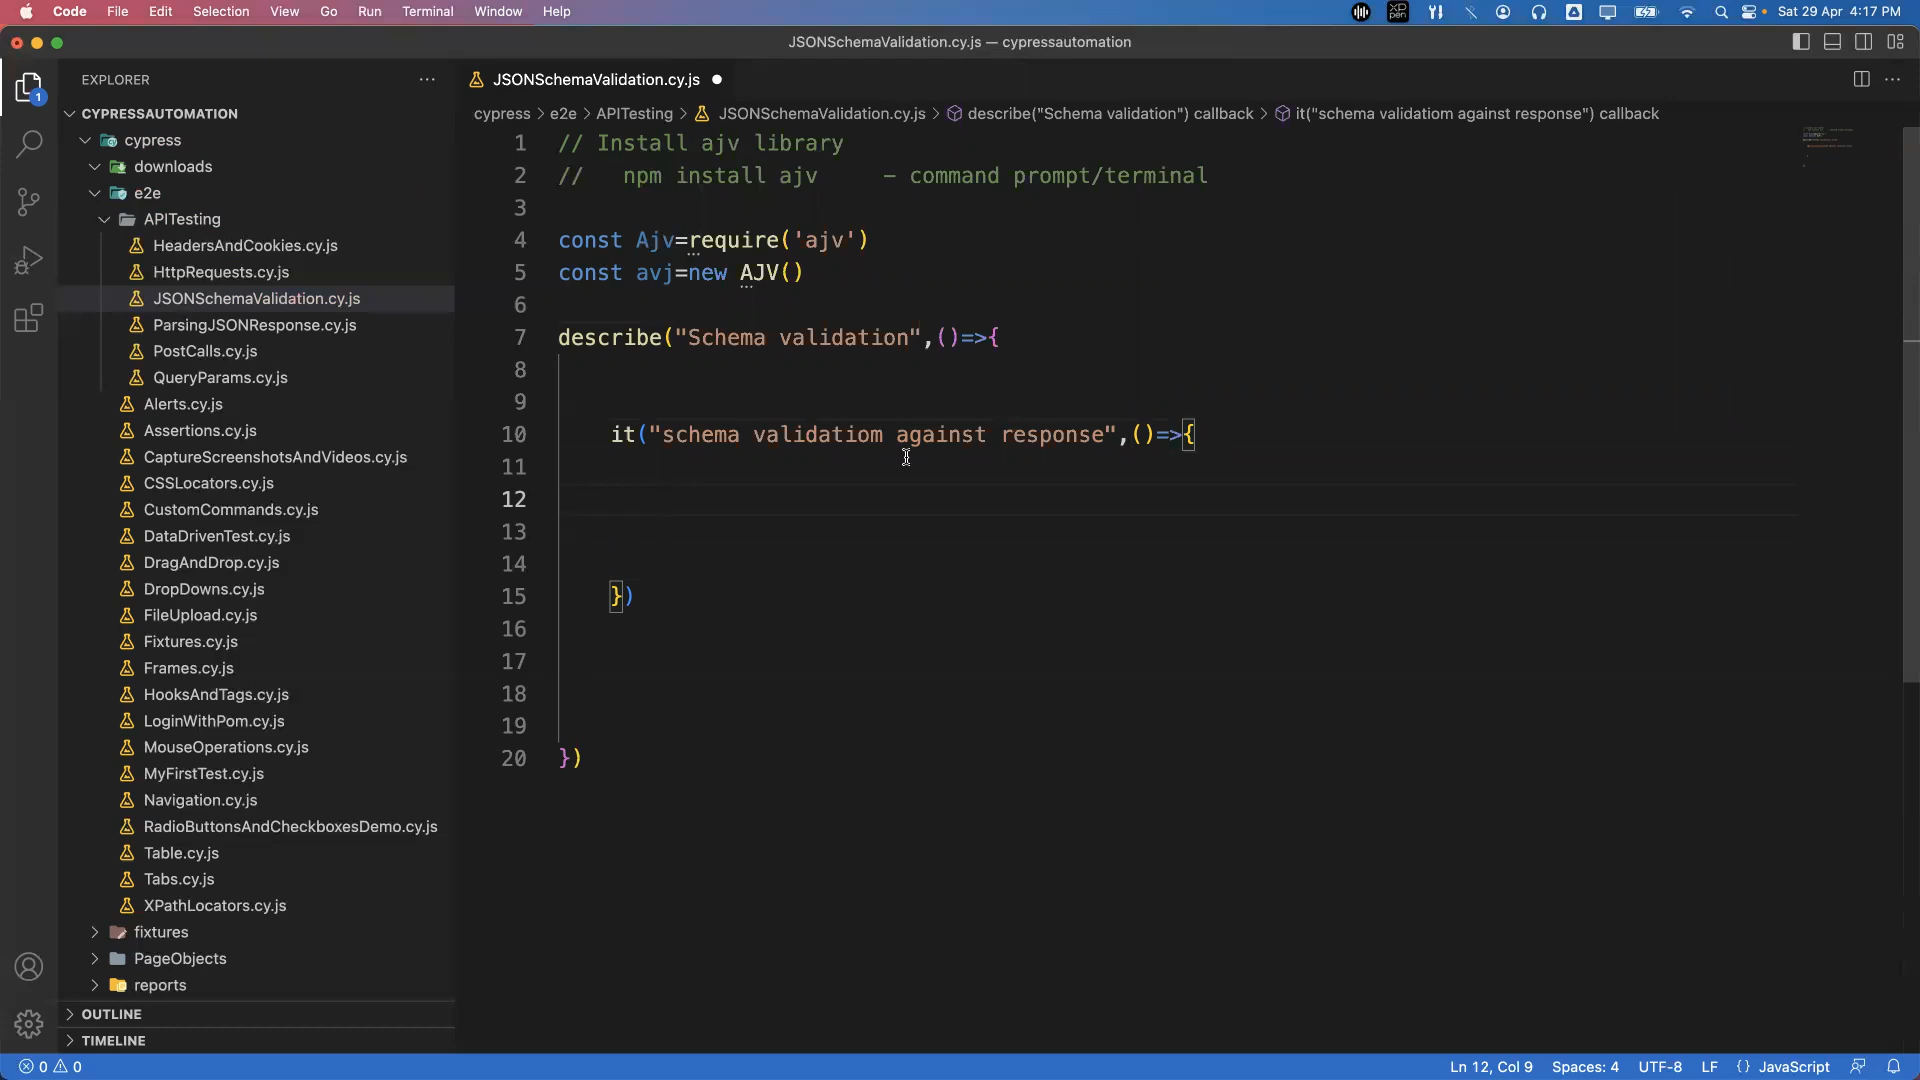 Code File Edit Selection View Go Run Terminal Window Help
XP pen
Sat 29 Apr 4:17 PM
JSONSchemaValidation.cy.js — cypressautomation
1
EXPLORER
CYPRESSAUTOMATION
cypress
downloads
e2e
APITesting
HeadersAndCookies.cy.js
HttpRequests.cy.js
JSONSchemaValidation.cy.js
ParsingJSONResponse.cy.js
PostCalls.cy.js
QueryParams.cy.js
Alerts.cy.js
Assertions.cy.js
CaptureScreenshotsAndVideos.cy.js
CSSLocators.cy.js
CustomCommands.cy.js
DataDrivenTest.cy.js
DragAndDrop.cy.js
DropDowns.cy.js
FileUpload.cy.js
Fixtures.cy.js
Frames.cy.js
HooksAndTags.cy.js
LoginWithPom.cy.js
MouseOperations.cy.js
MyFirstTest.cy.js
Navigation.cy.js
RadioButtonsAndCheckboxesDemo.cy.js
Table.cy.js
Tabs.cy.js
XPathLocators.cy.js
fixtures
PageObjects
reports
OUTLINE
TIMELINE
JSONSchemaValidation.cy.js
cypress > e2e > APITesting > JSONSchemaValidation.cy.js > describe("Schema validation") callback > it("schema validatiom against response") callback
1 // Install ajv library
2 //   npm install ajv     – command prompt/terminal
3
4 const Ajv=require('ajv')
5 const avj=new AJV()
6
7 describe("Schema validation",()=>{
8
9
10     it("schema validatiom against response",()=>{
11
12
13
14
15     })
16
17
18
19
20 })
0 0
Ln 12, Col 9 Spaces: 4 UTF-8 LF {} JavaScript